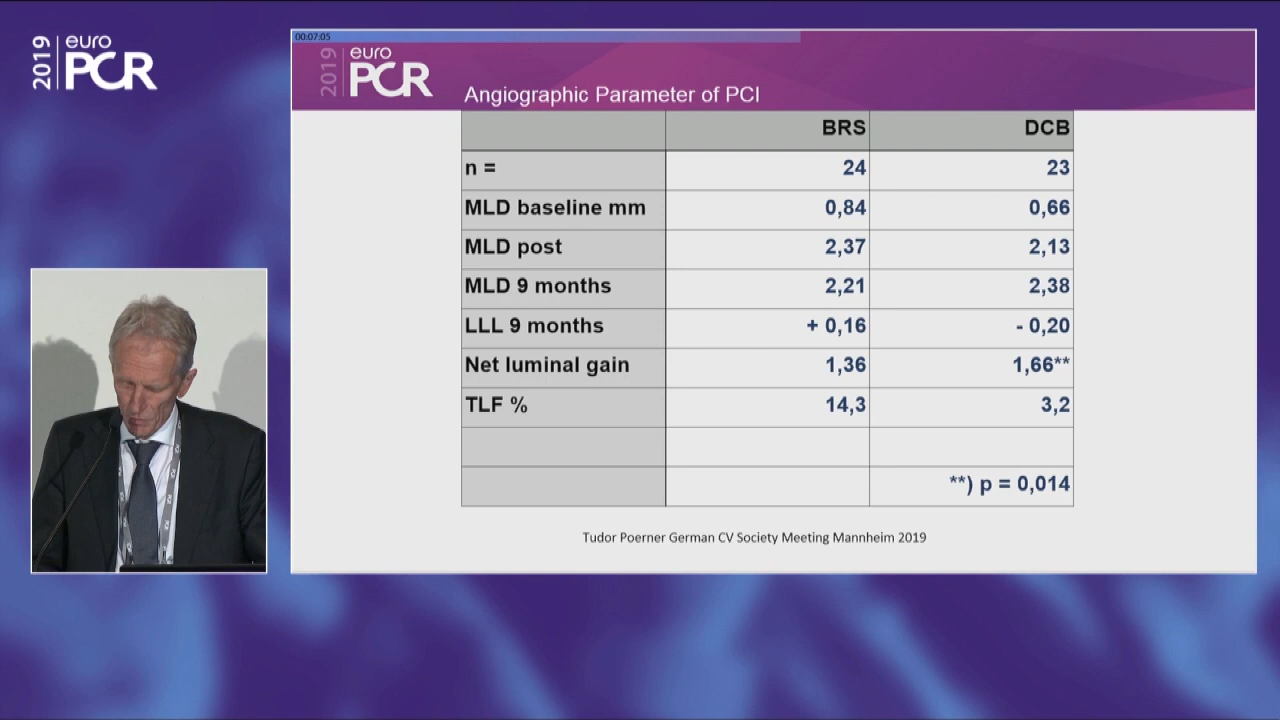 2019
euro
PCR
00:07:05
2019
euro
PCR
Angiographic Parameter of PCI
BRS DCB
n = 24 23
MLD baseline mm 0,84 0,66
MLD post 2,37 2,13
MLD 9 months 2,21 2,38
LLL 9 months + 0,16 - 0,20
Net luminal gain 1,36 1,66**
TLF % 14,3 3,2
**) p = 0,014
Tudor Poerner German CV Society Meeting Mannheim 2019